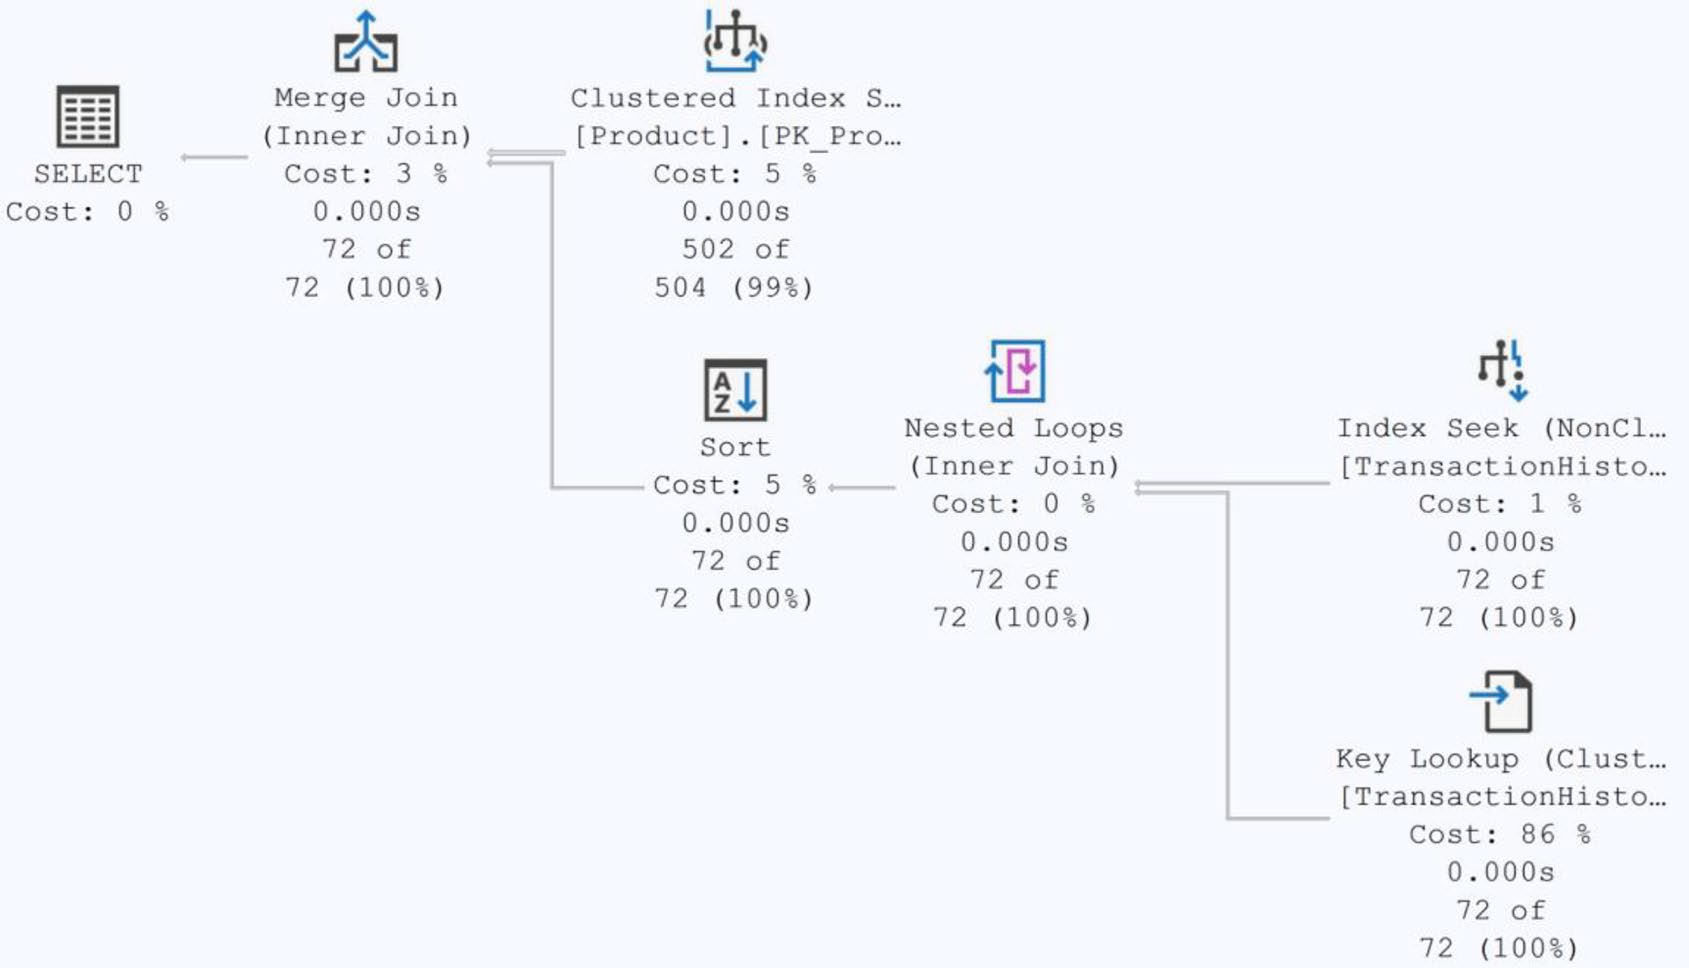 SELECT
Cost: 0 %
Merge Join
(Inner Join)
Cost: 3 %
0.000s
72 of
72 (100%)
Clustered Index S…
[Product].[PK_Pro…
Cost: 5 %
0.000s
502 of
504 (99%)
A
Z
Sort
Cost: 5 %
0.000s
72 of
72 (100%)
Nested Loops
(Inner Join)
Cost: 0 %
0.000s
72 of
72 (100%)
Index Seek (NonCl…
[TransactionHisto…
Cost: 1 %
0.000s
72 of
72 (100%)
Key Lookup (Clust…
[TransactionHisto…
Cost: 86 %
0.000s
72 of
72 (100%)